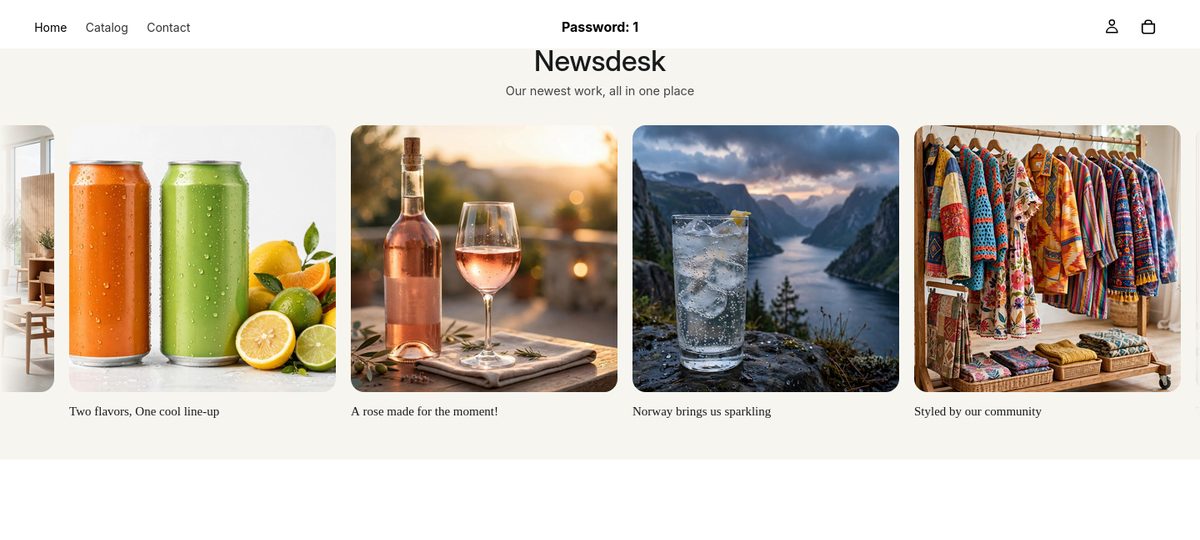 Home Catalog Contact Password: 1
Newsdesk
Our newest work, all in one place
Two flavors, One cool line-up
A rose made for the moment!
Norway brings us sparkling
Styled by our community